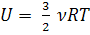 U = 3/2 νRT